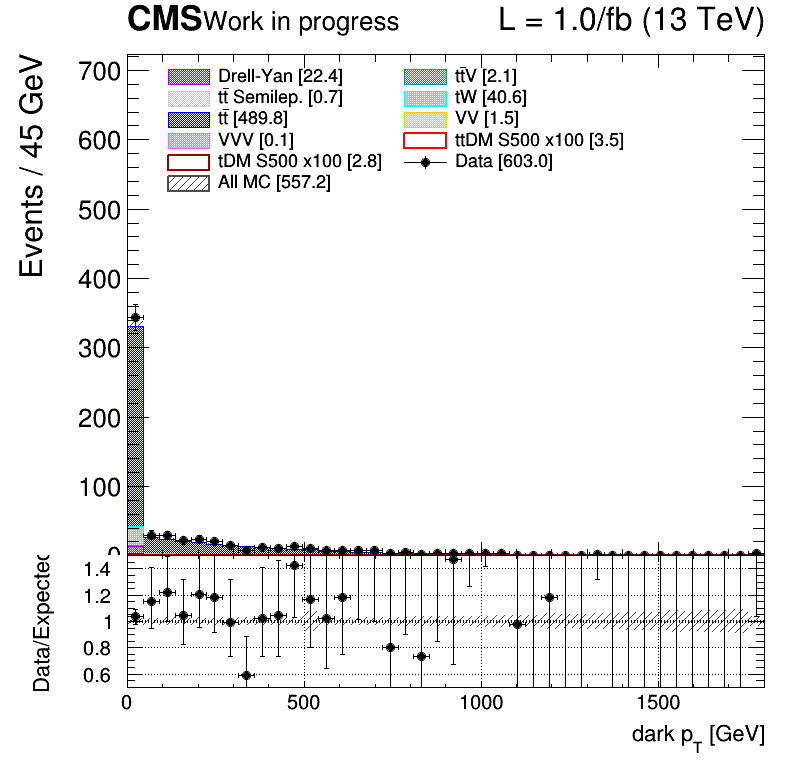 CMS Work in progress L = 1.0/fb (13 TeV)
Events / 45 GeV
700
600
500
400
300
200
100
0
Drell-Yan [22.4] tt̄V [2.1]
tt̄ Semilep. [0.7] tW [40.6]
tt̄ [489.8] VV [1.5]
VVV [0.1] ttDM S500 x100 [3.5]
tDM S500 x100 [2.8] Data [603.0]
All MC [557.2]
Data/Expected
1.4
1.2
1
0.8
0.6
0 500 1000 1500
dark p_T [GeV]